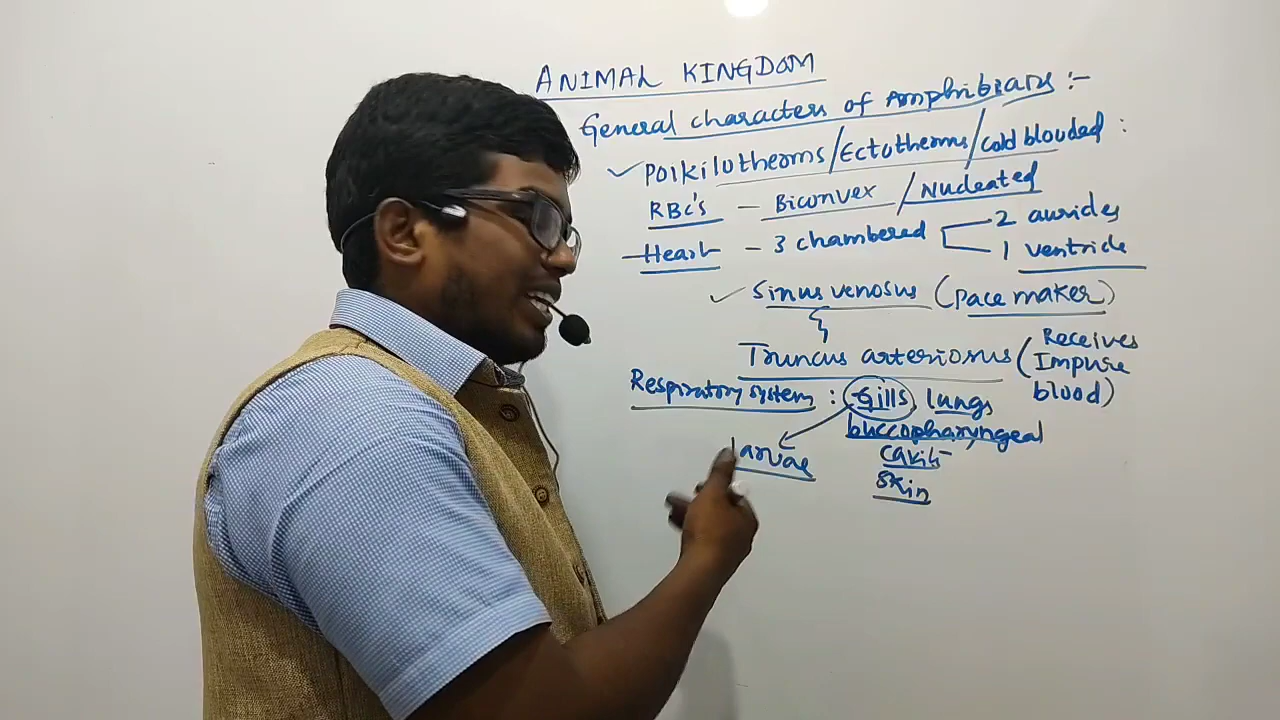 ANIMAL KINGDOM
General characters of Amphibians :-
✓ Poikilotherms/Ectotherms/Cold blooded :
RBC's - Biconvex / Nucleated
- Heart - 3 chambered 2 auricles
1 ventricle
✓ Sinus venosus (Pace maker)
Truncus arteriosus (Receives
Impure
blood)
Respiratory system : Gills lungs
buccopharyngeal
cavity
skin
larvae